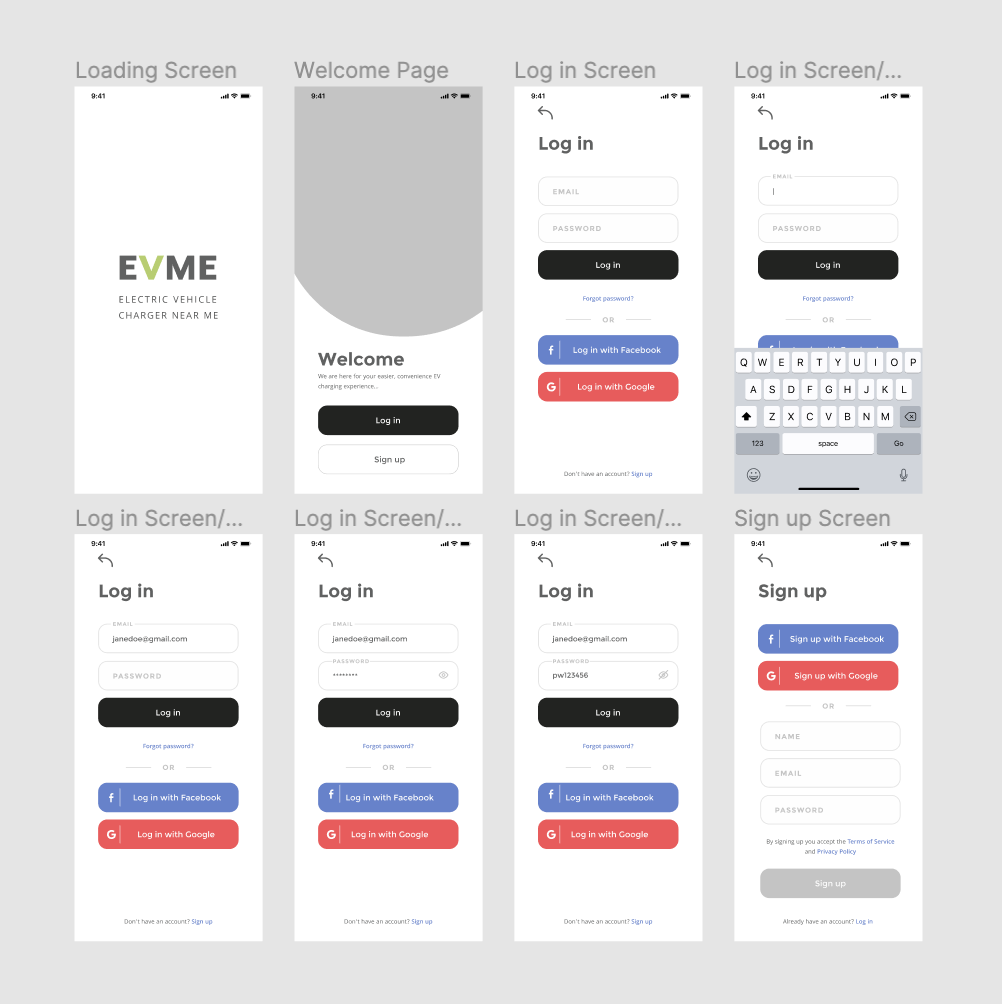 Loading Screen
9:41
EVME
ELECTRIC VEHICLE
CHARGER NEAR ME
Welcome Page
9:41
Welcome
We are here for your easier, convenience EV
charging experience...
Log in
Sign up
Log in Screen
9:41
Log in
EMAIL
PASSWORD
Log in
Forgot password?
OR
Log in with Facebook
Log in with Google
Don't have an account? Sign up
Log in Screen/...
9:41
Log in
EMAIL
PASSWORD
Log in
Forgot password?
OR
Q W E R T Y U I O P
A S D F G H J K L
Z X C V B N M
123 space Go
Log in Screen/...
9:41
Log in
EMAIL
janedoe@gmail.com
PASSWORD
Log in
Forgot password?
OR
Log in with Facebook
Log in with Google
Don't have an account? Sign up
Log in Screen/...
9:41
Log in
EMAIL
janedoe@gmail.com
PASSWORD
********
Log in
Forgot password?
OR
Log in with Facebook
Log in with Google
Don't have an account? Sign up
Log in Screen/...
9:41
Log in
EMAIL
janedoe@gmail.com
PASSWORD
pw123456
Log in
Forgot password?
OR
Log in with Facebook
Log in with Google
Don't have an account? Sign up
Sign up Screen
9:41
Sign up
Sign up with Facebook
Sign up with Google
OR
NAME
EMAIL
PASSWORD
By signing up you accept the Terms of Service
and Privacy Policy
Sign up
Already have an account? Log in